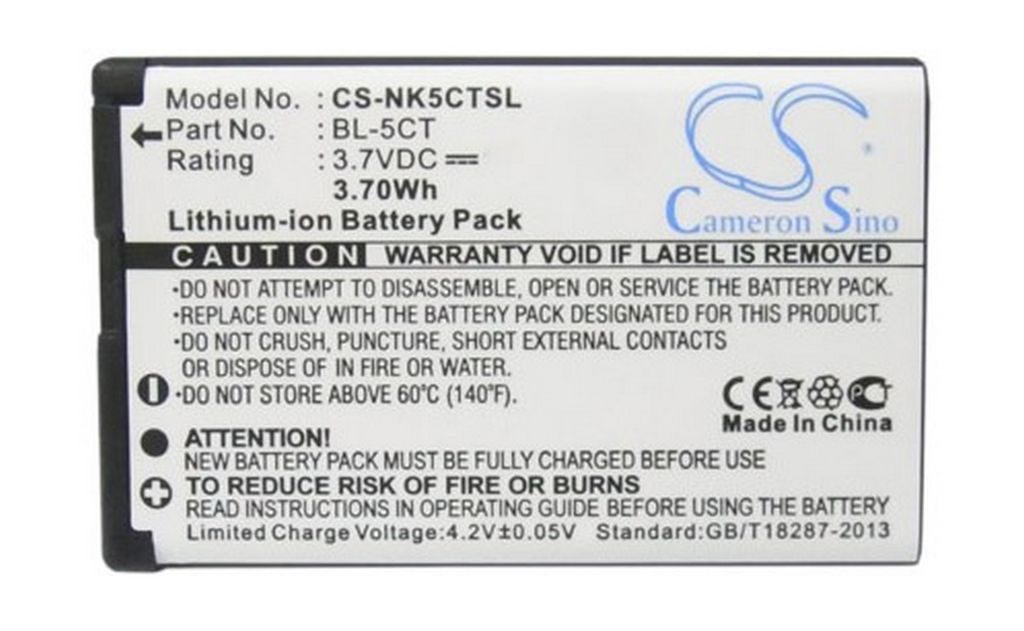 Model No. : CS-NK5CTSL
Part No. : BL-5CT
Rating : 3.7VDC
3.70Wh
Lithium-ion Battery Pack
CS
Cameron Sino
CAUTION WARRANTY VOID IF LABEL IS REMOVED
·DO NOT ATTEMPT TO DISASSEMBLE, OPEN OR SERVICE THE BATTERY PACK.
·REPLACE ONLY WITH THE BATTERY PACK DESIGNATED FOR THIS PRODUCT.
·DO NOT CRUSH, PUNCTURE, SHORT EXTERNAL CONTACTS
OR DISPOSE OF IN FIRE OR WATER.
·DO NOT STORE ABOVE 60°C (140°F).
CE PCT
Made In China
ATTENTION!
NEW BATTERY PACK MUST BE FULLY CHARGED BEFORE USE
TO REDUCE RISK OF FIRE OR BURNS
READ INSTRUCTIONS IN OPERATING GUIDE BEFORE USING BATTERY
Limited Charge Voltage:4.2V±0.05V Standard:GB/T18287-2013